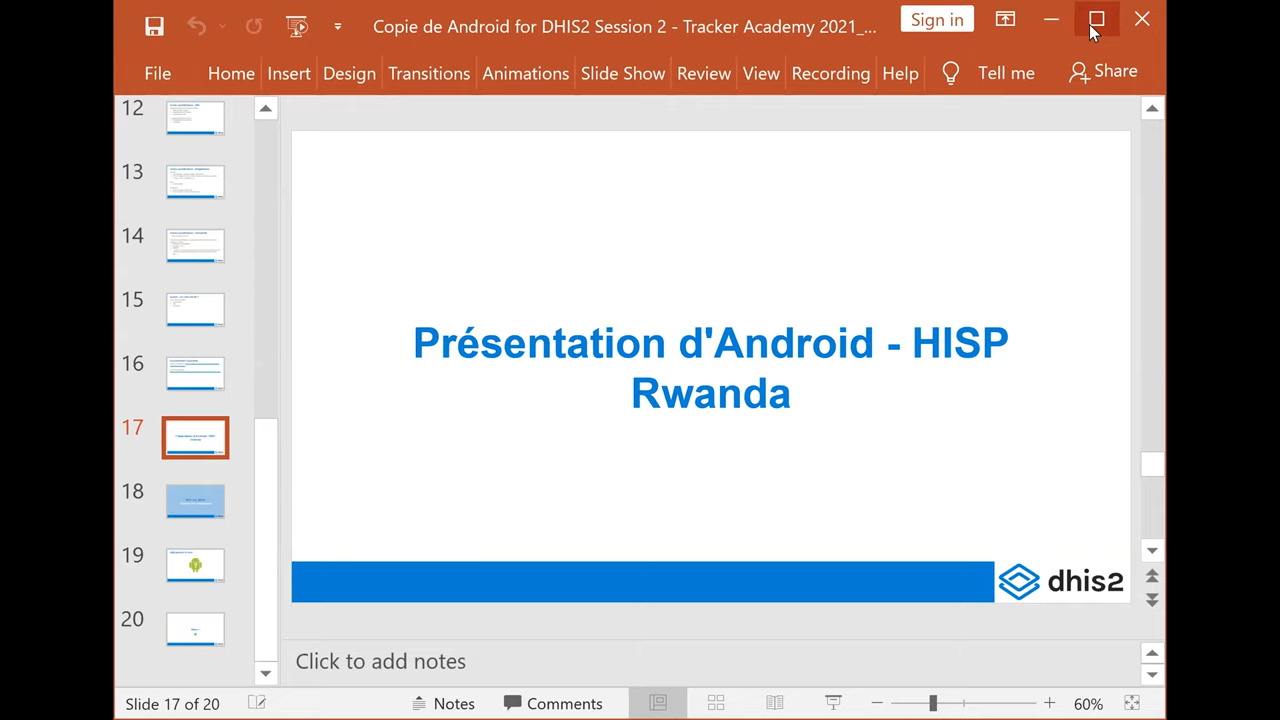 Copie de Android for DHIS2 Session 2 - Tracker Academy 2021_...
Sign in
File Home Insert Design Transitions Animations Slide Show Review View Recording Help Tell me Share
12
13
14
15
16
17
18
19
20
Présentation d'Android - HISP
Rwanda
dhis2
Click to add notes
Slide 17 of 20 Notes Comments 60%